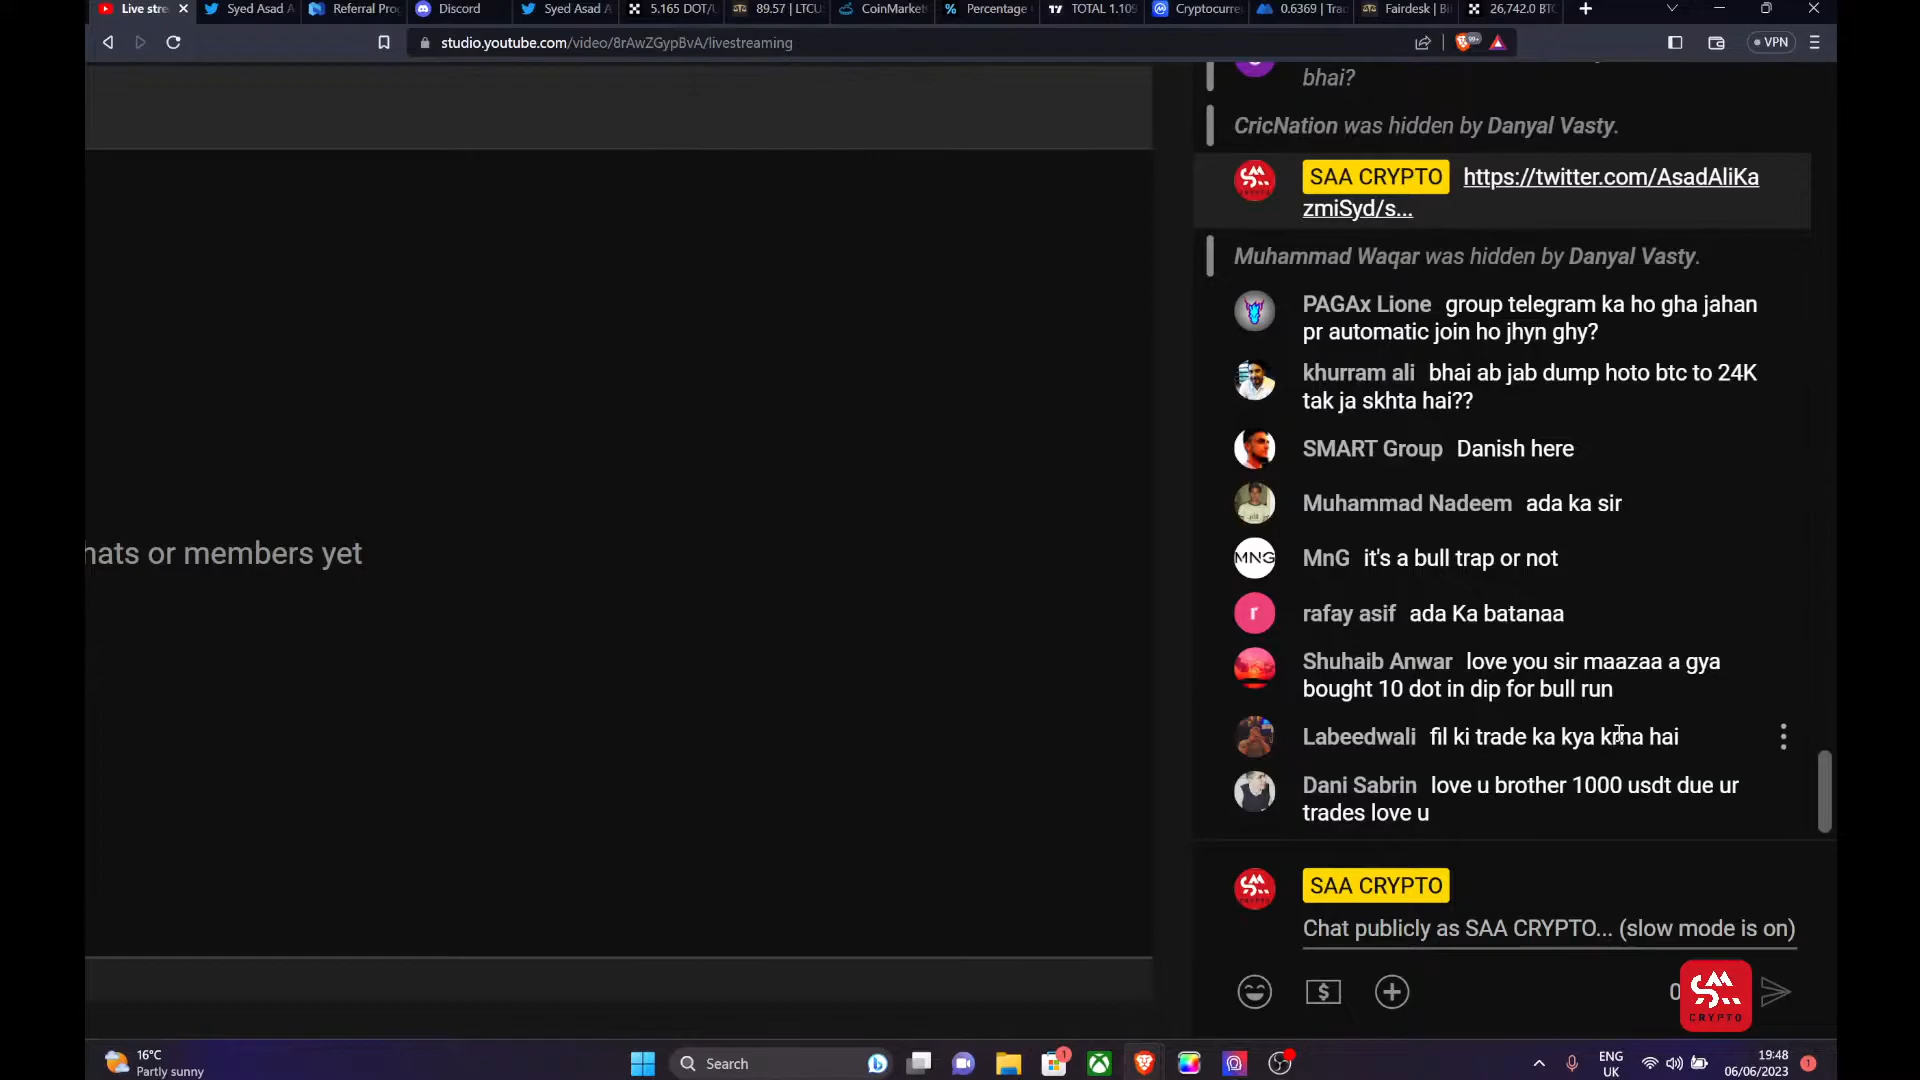 Live stre
Syed Asad A
Referral Pro
Discord
Syed Asad A
5.165 DOT/U
89.57 | LTCU
CoinMarket
Percentage
TOTAL 1.109
Cryptocurre
0.6369 | Trad
Fairdesk | Bi
26,742.0 BTC
studio.youtube.com/video/8rAwZGypBvA/livestreaming
99+
VPN
bhai?
CricNation was hidden by Danyal Vasty.
SAA CRYPTO https://twitter.com/AsadAliKa
zmiSyd/s...
Muhammad Waqar was hidden by Danyal Vasty.
PAGAx Lione group telegram ka ho gha jahan
pr automatic join ho jhyn ghy?
khurram ali bhai ab jab dump hoto btc to 24K
tak ja skhta hai??
SMART Group Danish here
Muhammad Nadeem ada ka sir
MNG
MnG it's a bull trap or not
hats or members yet
r
rafay asif ada Ka batanaa
Shuhaib Anwar love you sir maazaa a gya
bought 10 dot in dip for bull run
Labeedwali fil ki trade ka kya krna hai
Dani Sabrin love u brother 1000 usdt due ur
trades love u
SAA CRYPTO
Chat publicly as SAA CRYPTO... (slow mode is on)
0
CRYPTO
16°C
Partly sunny
Search
1
ENG
UK
19:48
06/06/2023
1